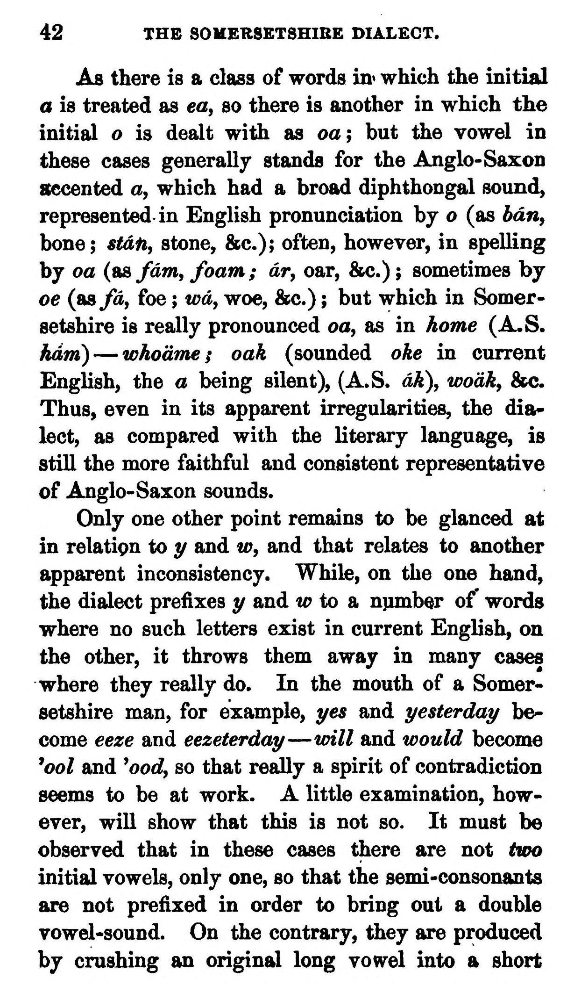 42 THE SOMERSETSHIRE DIALECT.
As there is a class of words in which the initial
a is treated as ea, so there is another in which the
initial o is dealt with as oa; but the vowel in
these cases generally stands for the Anglo-Saxon
accented a, which had a broad diphthongal sound,
represented in English pronunciation by o (as bán,
bone; stán, stone, &c.); often, however, in spelling
by oa (as fám, foam; ár, oar, &c.); sometimes by
oe (as fá, foe; wá, woe, &c.); but which in Somer-
setshire is really pronounced oa, as in home (A.S.
hám)—whoäme; oak (sounded oke in current
English, the a being silent), (A.S. ák), woäk, &c.
Thus, even in its apparent irregularities, the dia-
lect, as compared with the literary language, is
still the more faithful and consistent representative
of Anglo-Saxon sounds.
Only one other point remains to be glanced at
in relation to y and w, and that relates to another
apparent inconsistency. While, on the one hand,
the dialect prefixes y and w to a number of words
where no such letters exist in current English, on
the other, it throws them away in many cases
where they really do. In the mouth of a Somer-
setshire man, for example, yes and yesterday be-
come eeze and eezeterday—will and would become
’ool and ’ood, so that really a spirit of contradiction
seems to be at work. A little examination, how-
ever, will show that this is not so. It must be
observed that in these cases there are not two
initial vowels, only one, so that the semi-consonants
are not prefixed in order to bring out a double
vowel-sound. On the contrary, they are produced
by crushing an original long vowel into a short